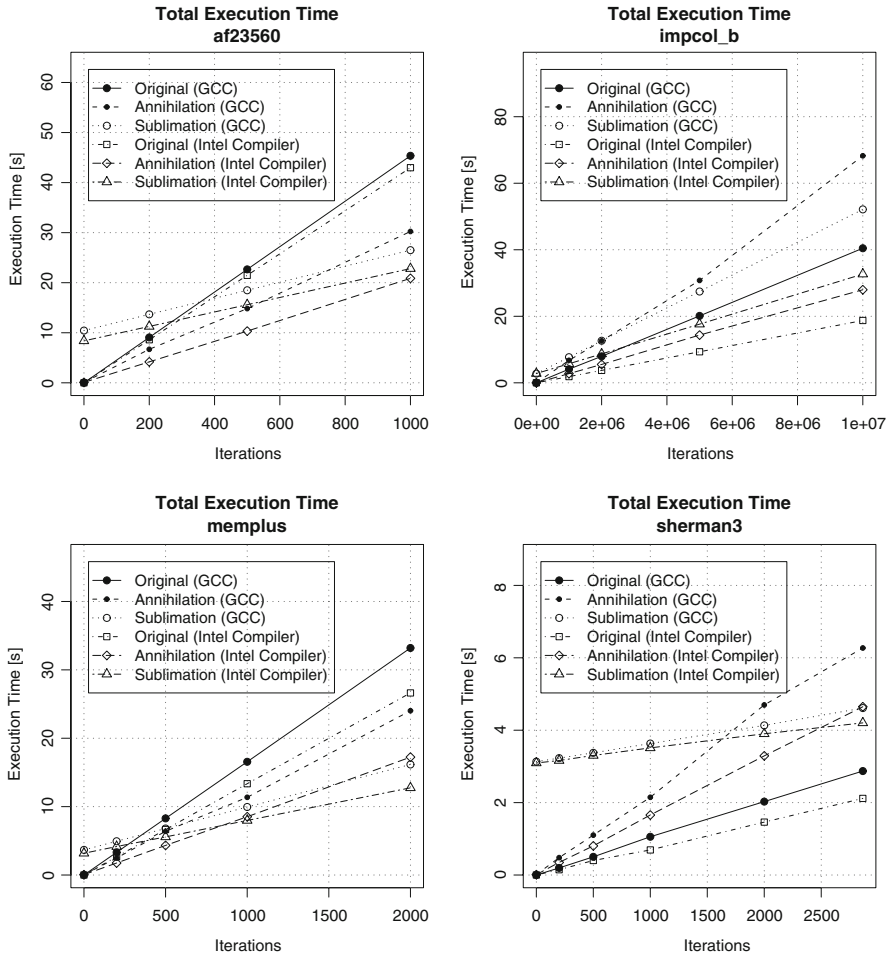 Total Execution Time
af23560
Execution Time [s]
60
50
40
30
20
10
0
Original (GCC)
Annihilation (GCC)
Sublimation (GCC)
Original (Intel Compiler)
Annihilation (Intel Compiler)
Sublimation (Intel Compiler)
0 200 400 600 800 1000
Iterations
Total Execution Time
impcol_b
Execution Time [s]
80
60
40
20
0
Original (GCC)
Annihilation (GCC)
Sublimation (GCC)
Original (Intel Compiler)
Annihilation (Intel Compiler)
Sublimation (Intel Compiler)
0e+00 2e+06 4e+06 6e+06 8e+06 1e+07
Iterations
Total Execution Time
memplus
Execution Time [s]
40
30
20
10
0
Original (GCC)
Annihilation (GCC)
Sublimation (GCC)
Original (Intel Compiler)
Annihilation (Intel Compiler)
Sublimation (Intel Compiler)
0 500 1000 1500 2000
Iterations
Total Execution Time
sherman3
Execution Time [s]
8
6
4
2
0
Original (GCC)
Annihilation (GCC)
Sublimation (GCC)
Original (Intel Compiler)
Annihilation (Intel Compiler)
Sublimation (Intel Compiler)
0 500 1000 1500 2000 2500
Iterations